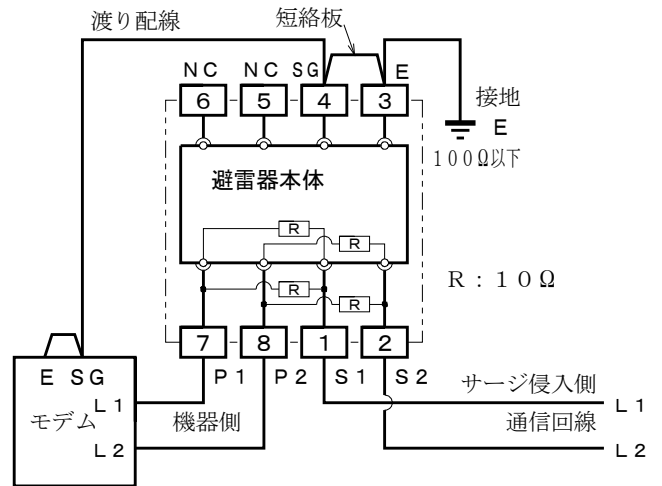 渡り配線
短絡板
NC NC SG E
6 5 4 3
接地
E
100Ω以下
避雷器本体
R
R
R
R
R：10Ω
7 8 1 2
P1 P2 S1 S2
E SG
モデム
L1
L2
機器側
サージ侵入側
通信回線
L1
L2